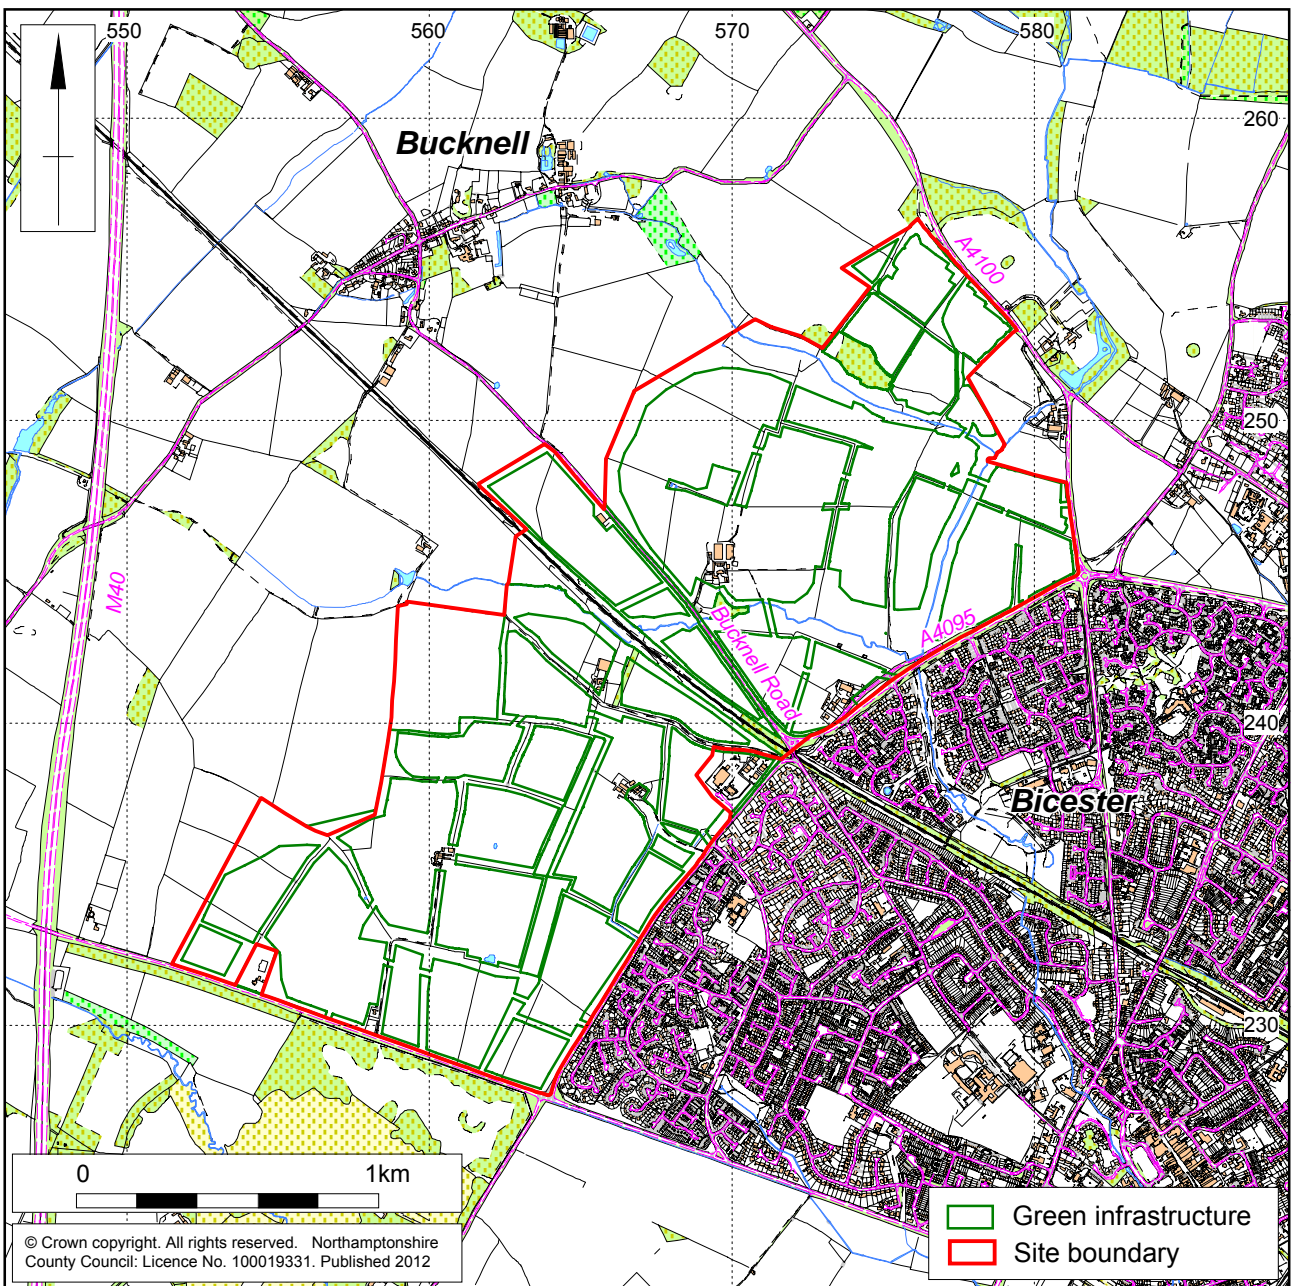 550
560
570
580
260
Bucknell
A4100
250
M40
A4095
Bucknell Road
240
Bicester
230
0
1km
© Crown copyright. All rights reserved. Northamptonshire
County Council: Licence No. 100019331. Published 2012
Green infrastructure
Site boundary